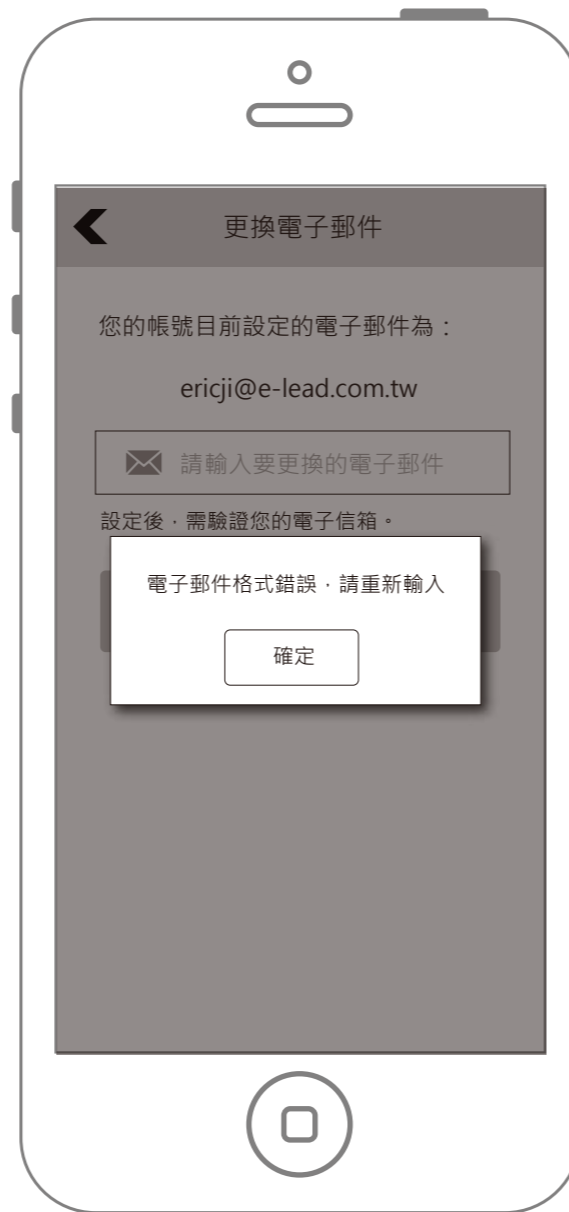 更換電子郵件
您的帳號目前設定的電子郵件為：
ericji@e-lead.com.tw
請輸入要更換的電子郵件
設定後，需驗證您的電子信箱。
電子郵件格式錯誤，請重新輸入
確定